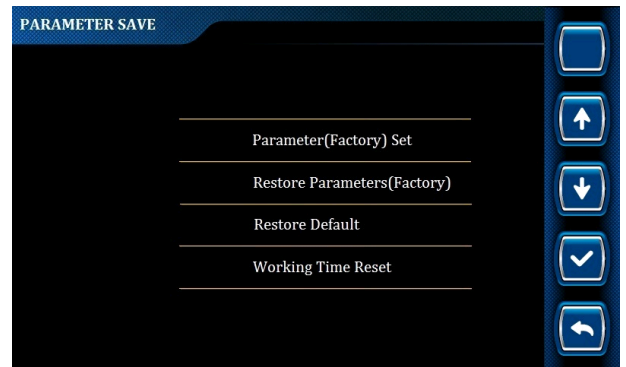 PARAMETER SAVE
Parameter(Factory) Set
Restore Parameters(Factory)
Restore Default
Working Time Reset